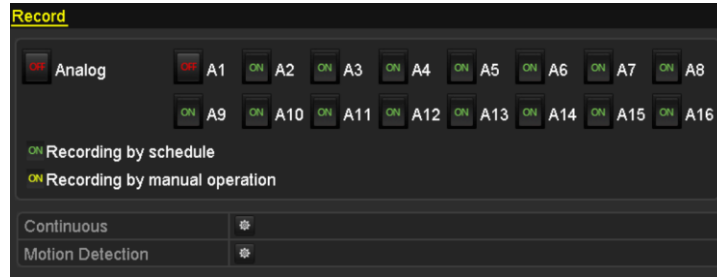 Record
OFF Analog OFF A1 ON A2 ON A3 ON A4 ON A5 ON A6 ON A7 ON A8
ON A9 ON A10 ON A11 ON A12 ON A13 ON A14 ON A15 ON A16
ON Recording by schedule
ON Recording by manual operation
Continuous
Motion Detection